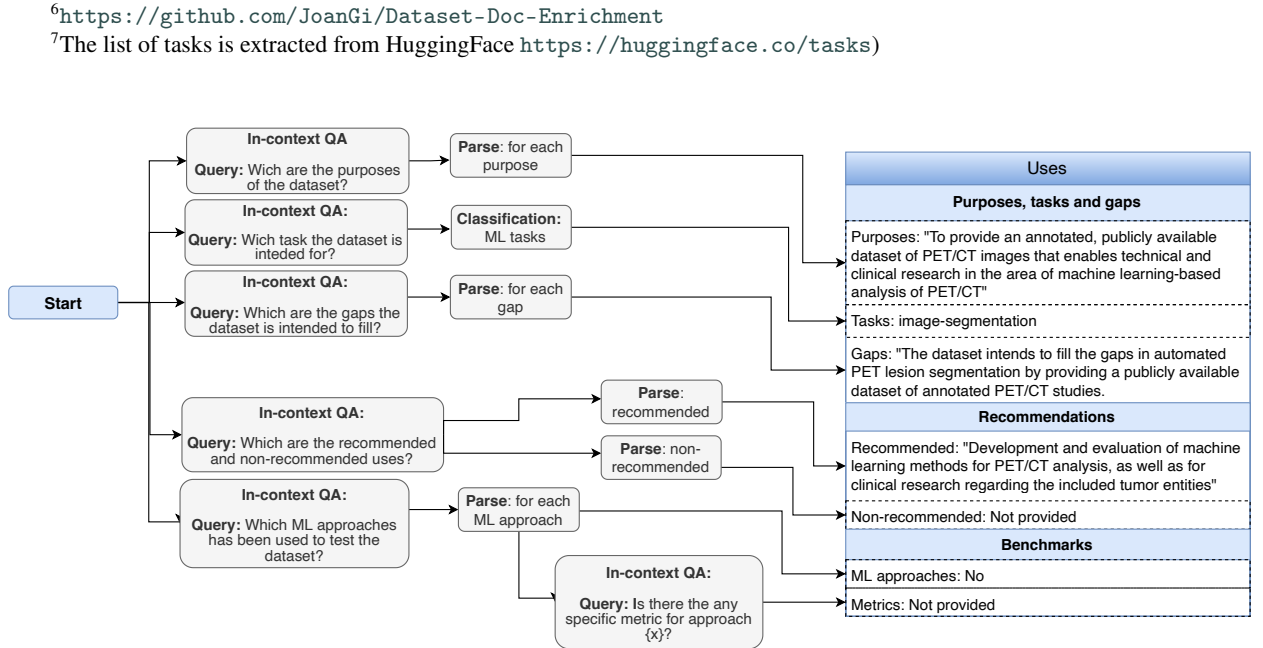 6https://github.com/JoanGi/Dataset-Doc-Enrichment
7The list of tasks is extracted from HuggingFace https://huggingface.co/tasks)
Start
In-context QA
Query: Wich are the purposes
of the dataset?
Parse: for each
purpose
In-context QA:
Query: Wich task the dataset is
inteded for?
Classification:
ML tasks
In-context QA:
Query: Which are the gaps the
dataset is intended to fill?
Parse: for each
gap
In-context QA:
Query: Which are the recommended
and non-recommended uses?
Parse:
recommended
Parse: non-
recommended
In-context QA:
Query: Which ML approaches
has been used to test the
dataset?
Parse: for each
ML approach
In-context QA:
Query: Is there the any
specific metric for approach
{x}?
Uses
Purposes, tasks and gaps
Purposes: "To provide an annotated, publicly available
dataset of PET/CT images that enables technical and
clinical research in the area of machine learning-based
analysis of PET/CT"
Tasks: image-segmentation
Gaps: "The dataset intends to fill the gaps in automated
PET lesion segmentation by providing a publicly available
dataset of annotated PET/CT studies.
Recommendations
Recommended: "Development and evaluation of machine
learning methods for PET/CT analysis, as well as for
clinical research regarding the included tumor entities"
Non-recommended: Not provided
Benchmarks
ML approaches: No
Metrics: Not provided